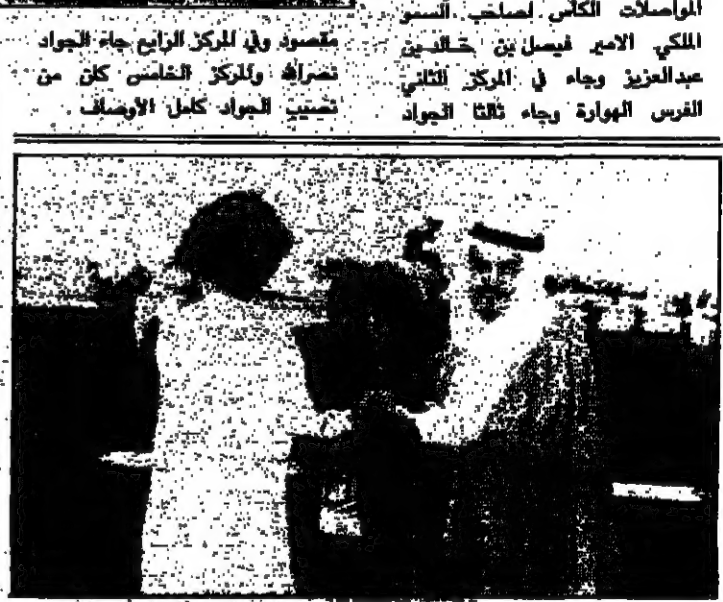 المواصلات الكأس لصاحب السمو
الملكي الامير فيصل بن خالد بن
عبدالعزيز وجاء في المركز الثاني
الفرس الهوارة وجاء ثالثا الجواد
مقصود وفي المركز الرابع جاء الجواد
نصرالله والمركز الخامس كان من
نصيب الجواد كامل الأوصاف .